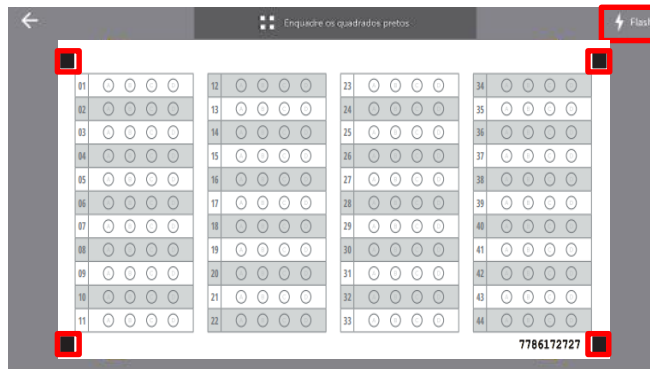 Enquadre os quadrados pretos
Flash
01 A B C D
02 A B C D
03 A B C D
04 A B C D
05 A B C D
06 A B C D
07 A B C D
08 A B C D
09 A B C D
10 A B C D
11 A B C D
12 A B C D
13 A B C D
14 A B C D
15 A B C D
16 A B C D
17 A B C D
18 A B C D
19 A B C D
20 A B C D
21 A B C D
22 A B C D
23 A B C D
24 A B C D
25 A B C D
26 A B C D
27 A B C D
28 A B C D
29 A B C D
30 A B C D
31 A B C D
32 A B C D
33 A B C D
34 A B C D
35 A B C D
36 A B C D
37 A B C D
38 A B C D
39 A B C D
40 A B C D
41 A B C D
42 A B C D
43 A B C D
44 A B C D
7786172727